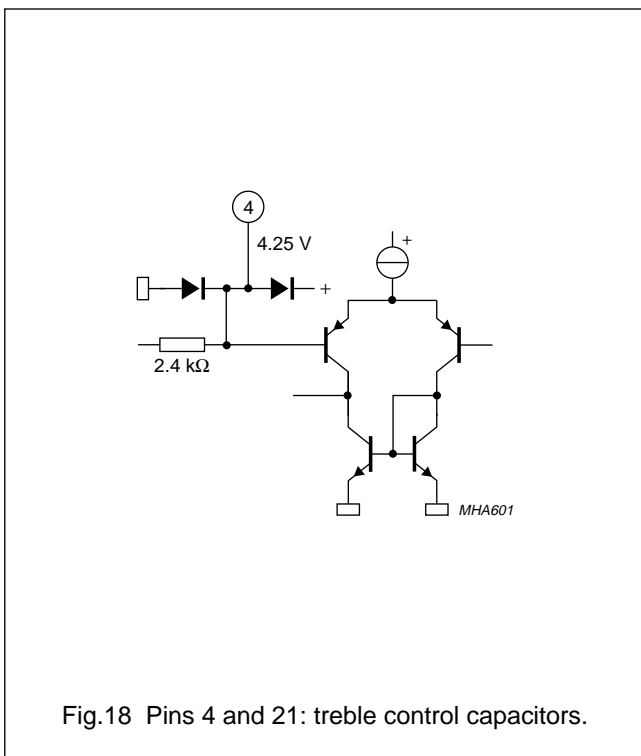 4
4.25 V
+
+
2.4 kΩ
MHA601
Fig.18 Pins 4 and 21: treble control capacitors.